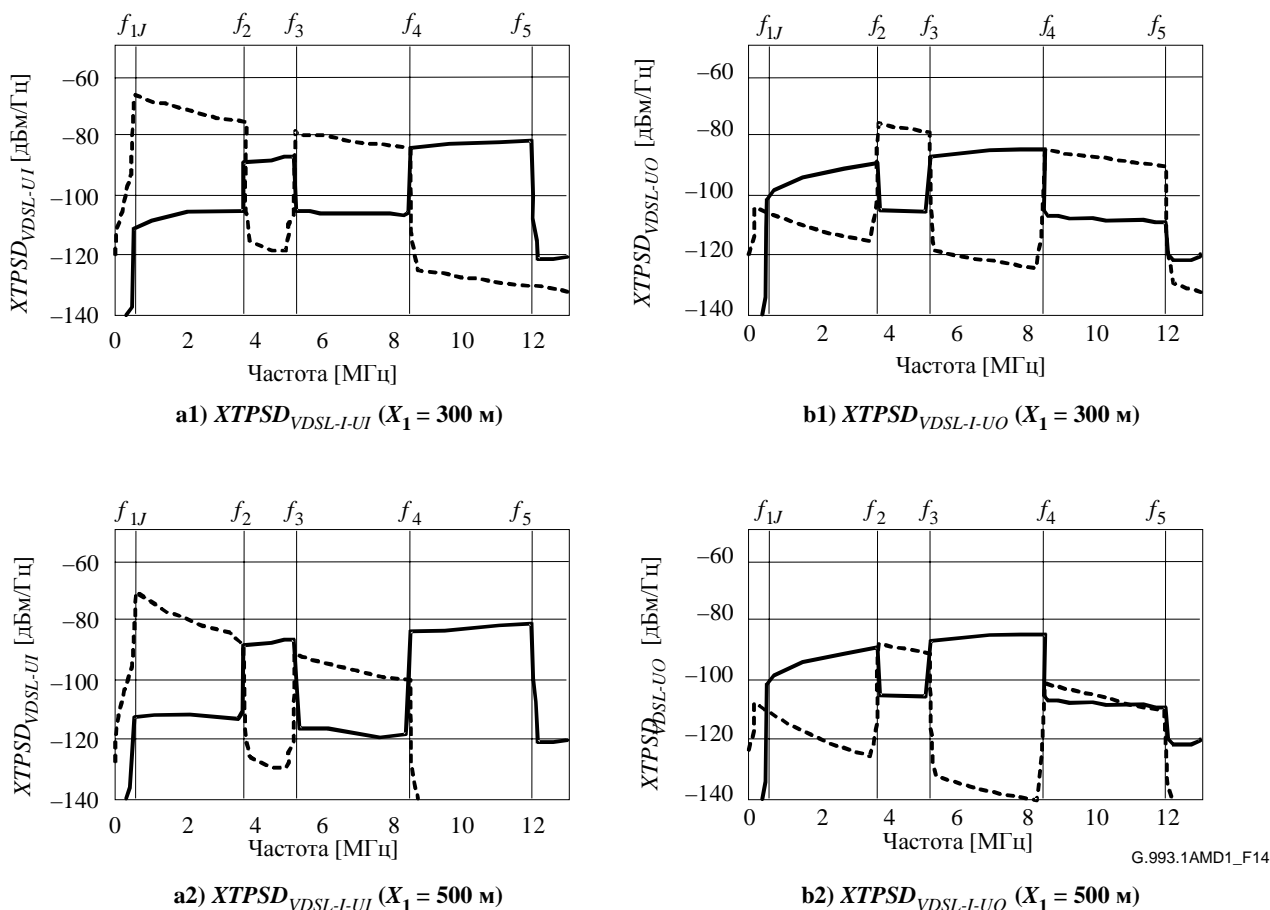 f1J f2 f3 f4 f5
XTPSDVDSL-UI [дБм/Гц]
–60
–80
–100
–120
–140
0 2 4 6 8 10 12
Частота [МГц]
a1) XTPSDVDSL-I-UI (X1 = 300 м)
f1J f2 f3 f4 f5
XTPSDVDSL-UO [дБм/Гц]
–60
–80
–100
–120
–140
0 2 4 6 8 10 12
Частота [МГц]
b1) XTPSDVDSL-I-UO (X1 = 300 м)
f1J f2 f3 f4 f5
XTPSDVDSL-UI [дБм/Гц]
–60
–80
–100
–120
–140
0 2 4 6 8 10 12
Частота [МГц]
a2) XTPSDVDSL-I-UI (X1 = 500 м)
f1J f2 f3 f4 f5
XTPSDVDSL-UO [дБм/Гц]
–60
–80
–100
–120
–140
0 2 4 6 8 10 12
Частота [МГц]
G.993.1AMD1_F14
b2) XTPSDVDSL-I-UO (X1 = 500 м)